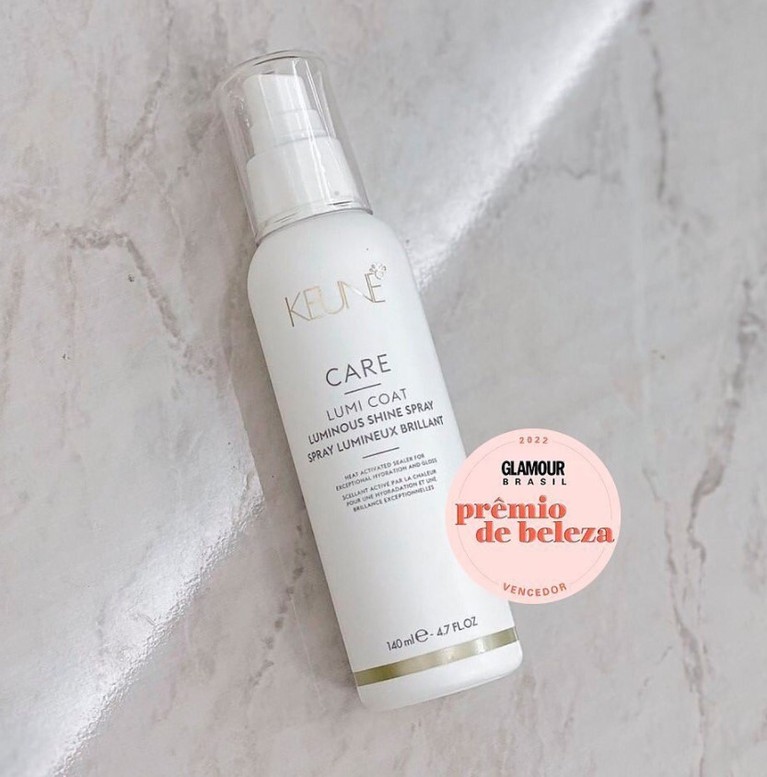 KEUNE
CARE
LUMI COAT
LUMINOUS SHINE SPRAY
SPRAY LUMINEUX BRILLANT
HEAT ACTIVATED SEALER FOR
EXCEPTIONAL HYDRATION AND GLOSS
SCELLANT ACTIVÉ PAR LA CHALEUR
POUR UNE HYDRADATION ET UNE
BRILLANCE EXCEPTIONNELLES
140 ml e - 4.7 FL OZ
2022
GLAMOUR
BRASIL
prêmio
de beleza
VENCEDOR